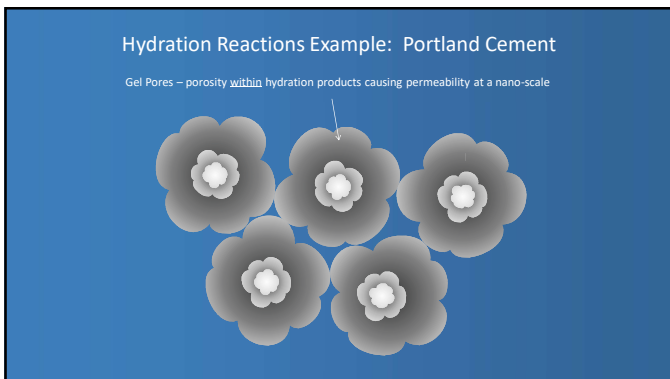 Hydration Reactions Example: Portland Cement
Gel Pores – porosity within hydration products causing permeability at a nano-scale